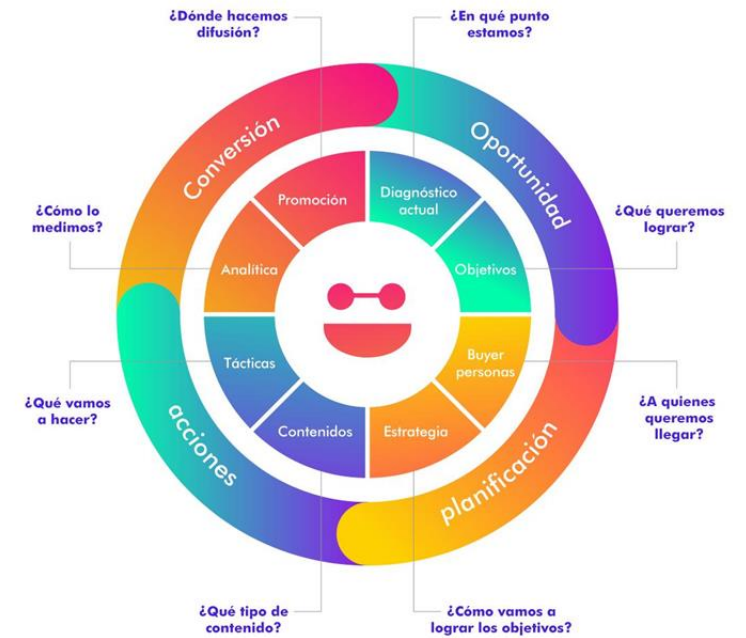 ¿Dónde hacemos
difusión?
¿En qué punto
estamos?
Conversión
Oportunidad
Promoción
Diagnóstico
actual
¿Cómo lo
medimos?
¿Qué queremos
lograr?
Analítica
Objetivos
Tácticas
Buyer
personas
¿Qué vamos
a hacer?
¿A quienes
queremos
llegar?
Contenidos
Estrategia
acciones
planificación
¿Qué tipo de
contenido?
¿Cómo vamos a
lograr los objetivos?